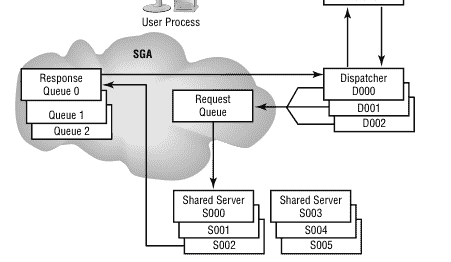 User Process
SGA
Response
Queue 0
Queue 1
Queue 2
Request
Queue
Dispatcher
D000
D001
D002
Shared Server
S000
S001
S002
Shared Server
S003
S004
S005